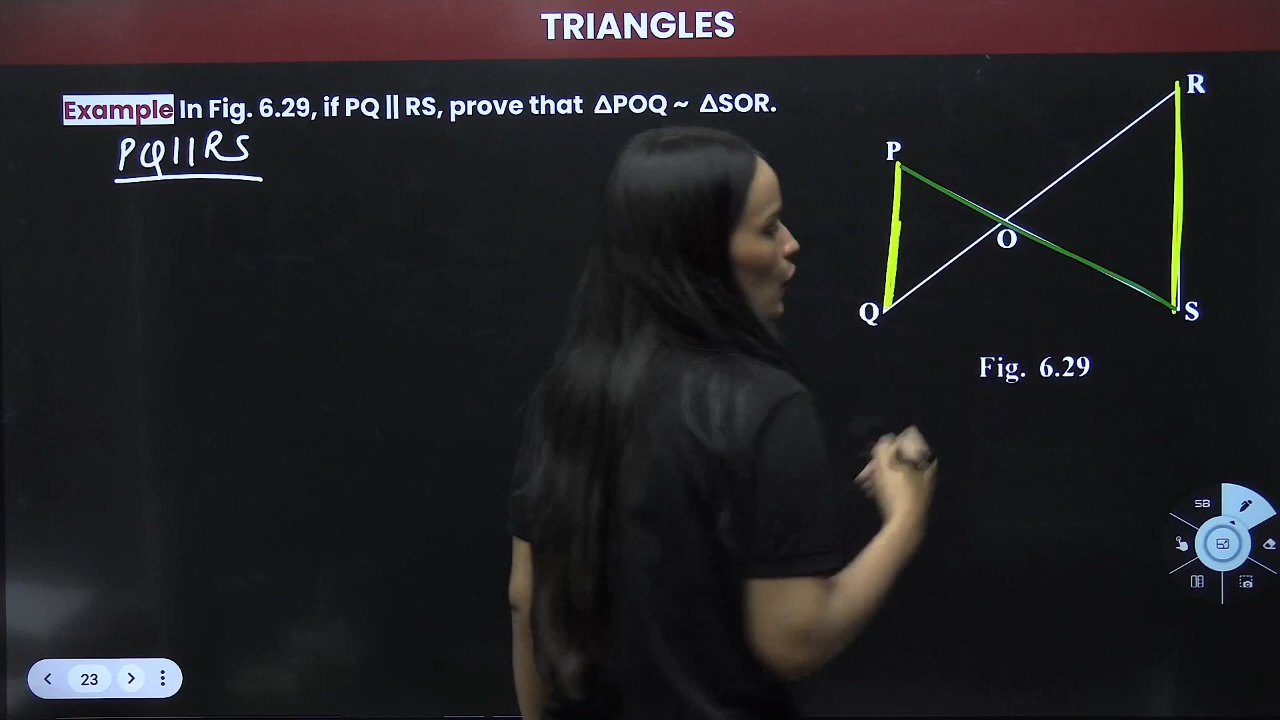 TRIANGLES
Example In Fig. 6.29, if PQ || RS, prove that ΔPOQ ~ ΔSOR.
PQ||RS
R
P
O
Q
S
Fig. 6.29
SB
23